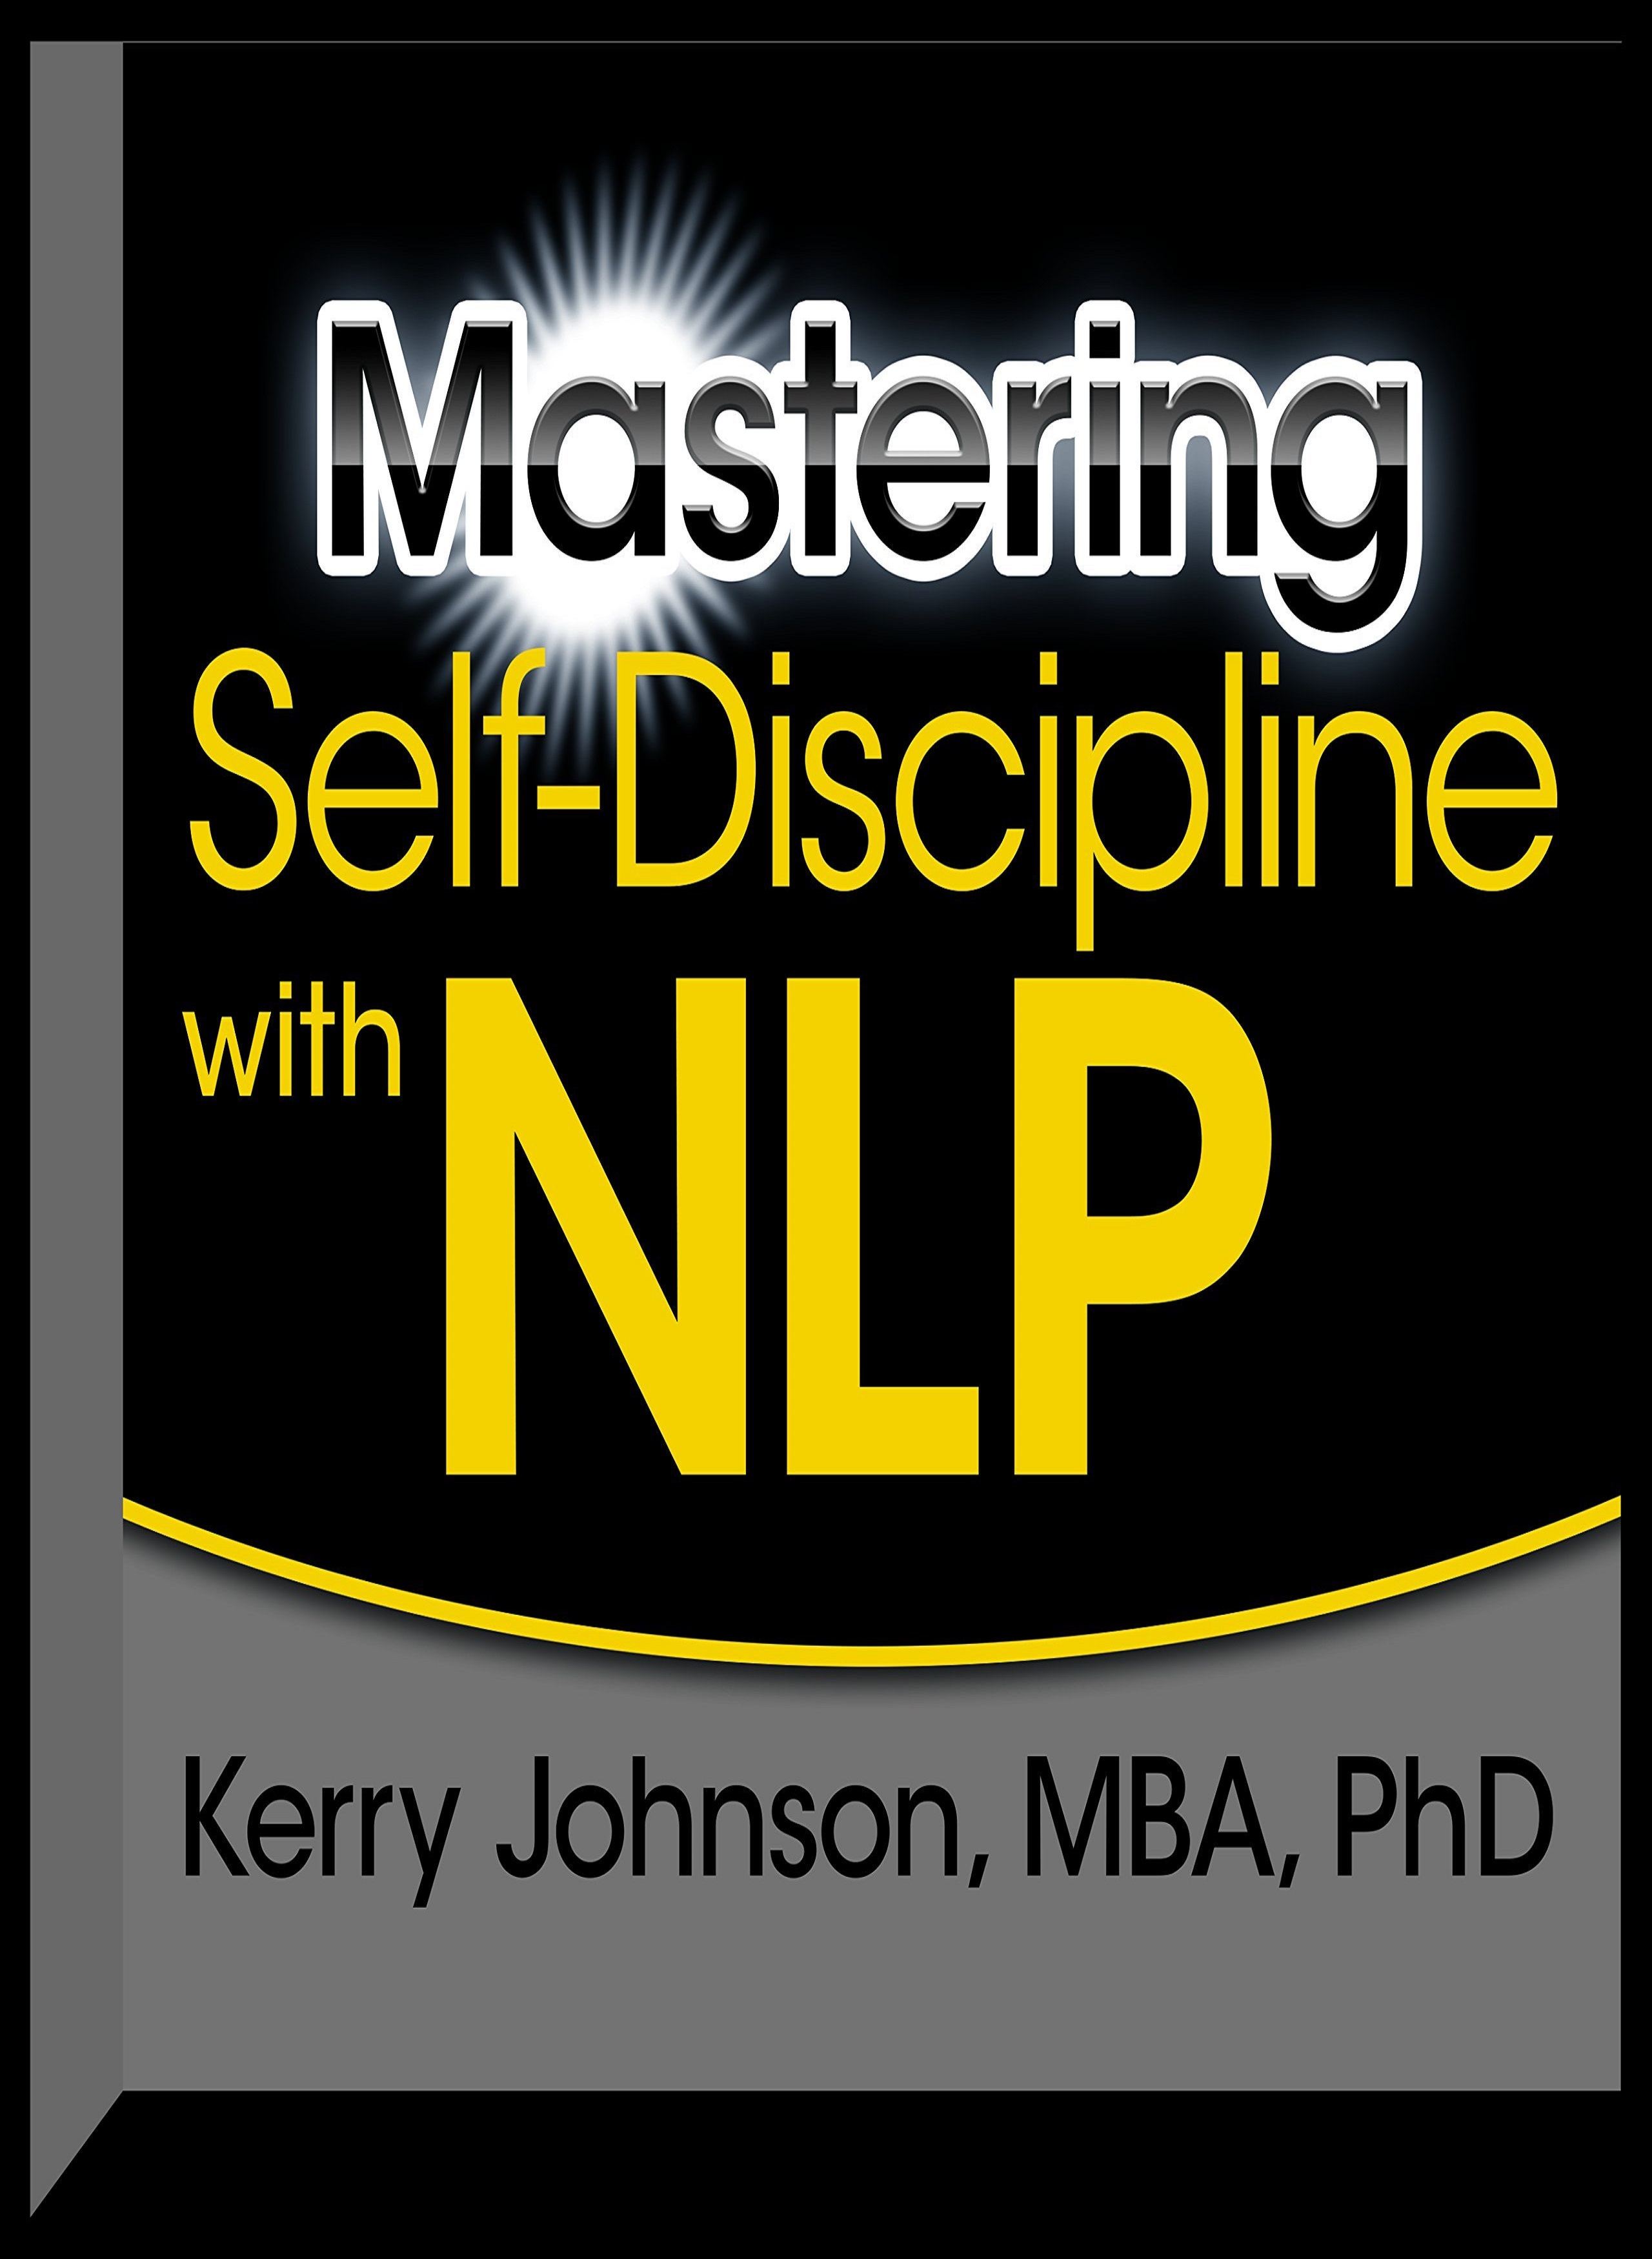 Mastering
Self-Discipline
with NLP
Kerry Johnson, MBA, PhD